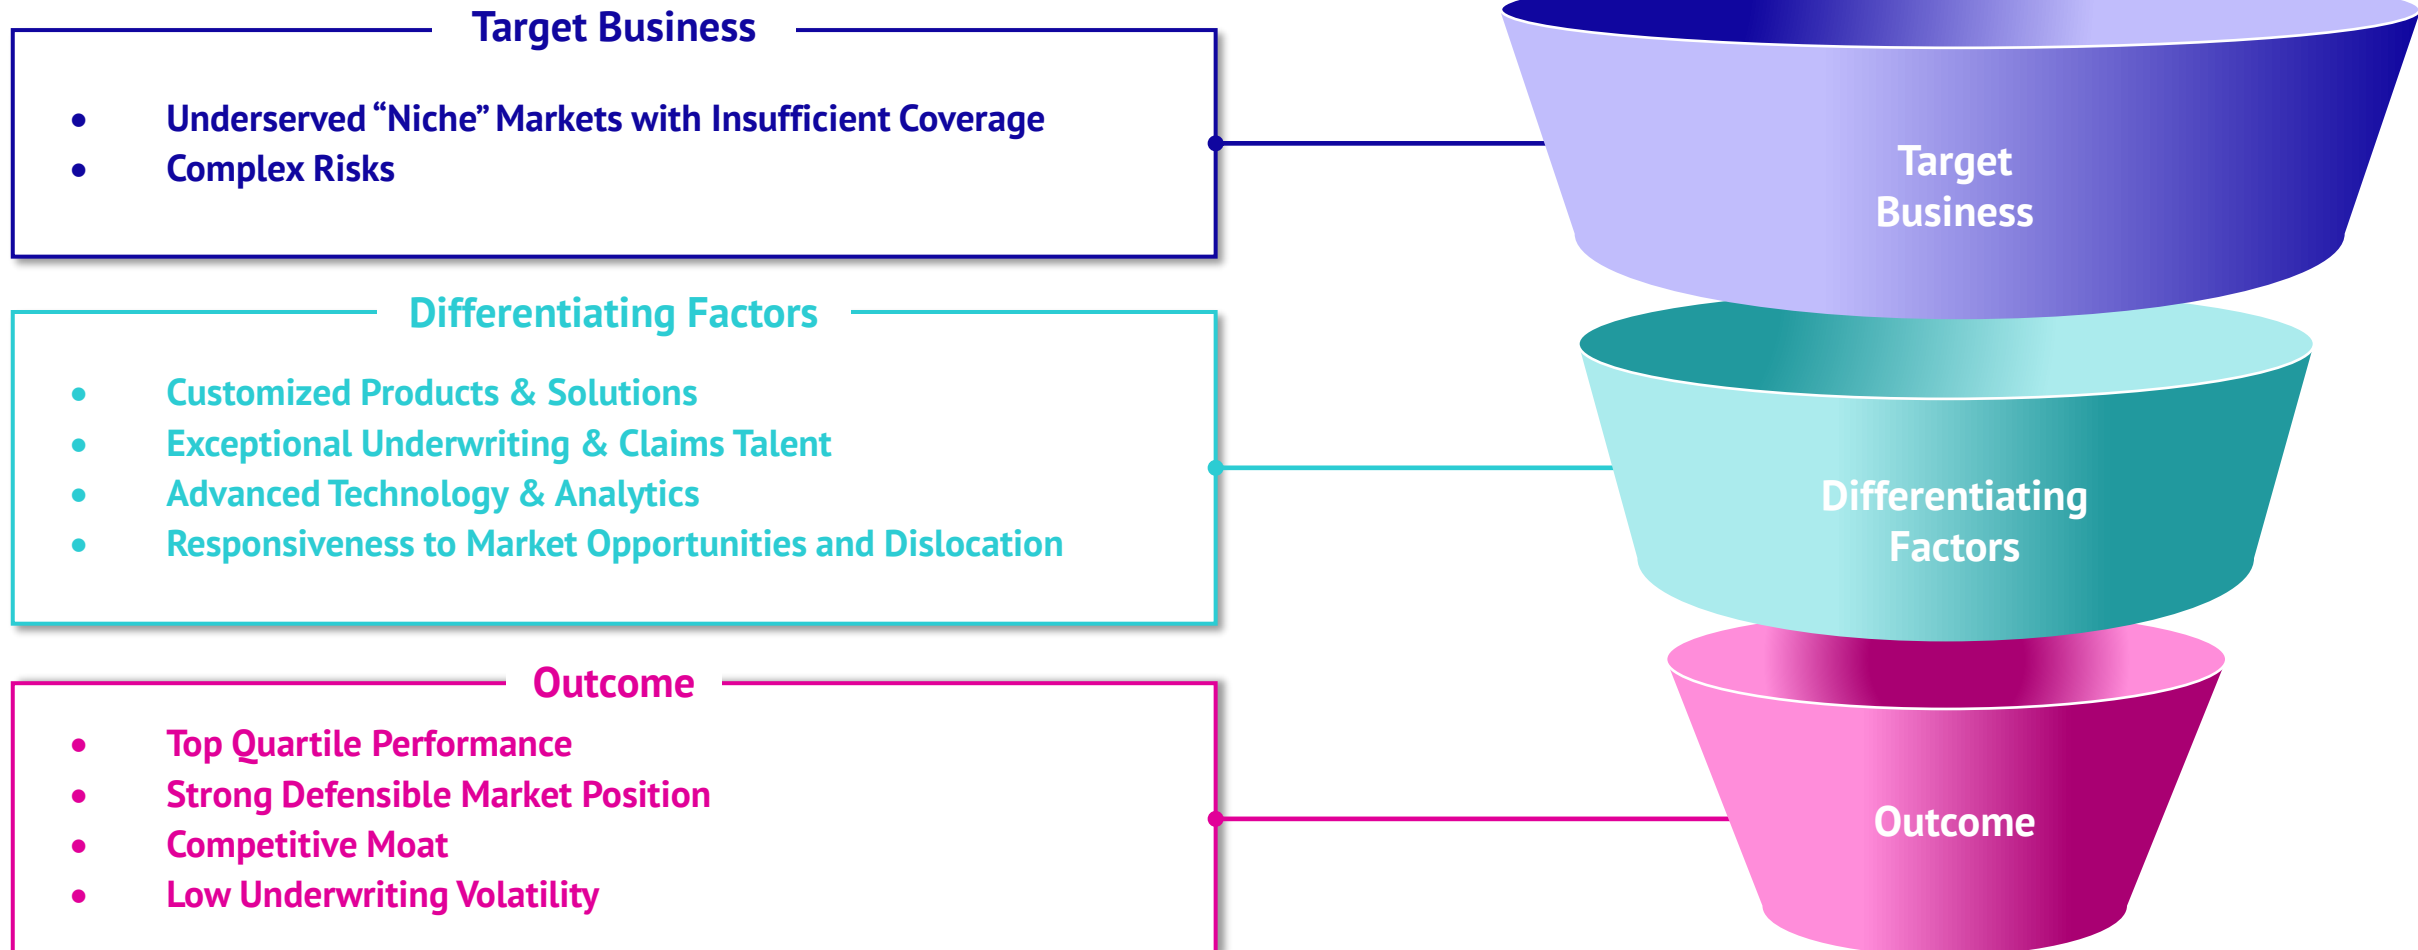 Target Business
• Underserved “Niche” Markets with Insufficient Coverage
• Complex Risks
Differentiating Factors
• Customized Products & Solutions
• Exceptional Underwriting & Claims Talent
• Advanced Technology & Analytics
• Responsiveness to Market Opportunities and Dislocation
Outcome
• Top Quartile Performance
• Strong Defensible Market Position
• Competitive Moat
• Low Underwriting Volatility
Target
Business
Differentiating
Factors
Outcome